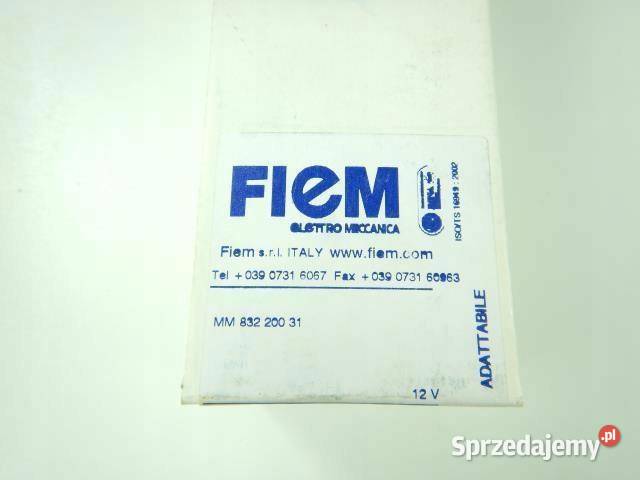 FIEM
ELETTRO MECCANICA
ISO/TS 16949 : 2002
Fiem s.r.l. ITALY www.fiem.com
Tel +039 0731 6067 Fax +039 0731 60963
MM 832 200 31
ADATTABILE
12 V
Sprzedajemy.pl